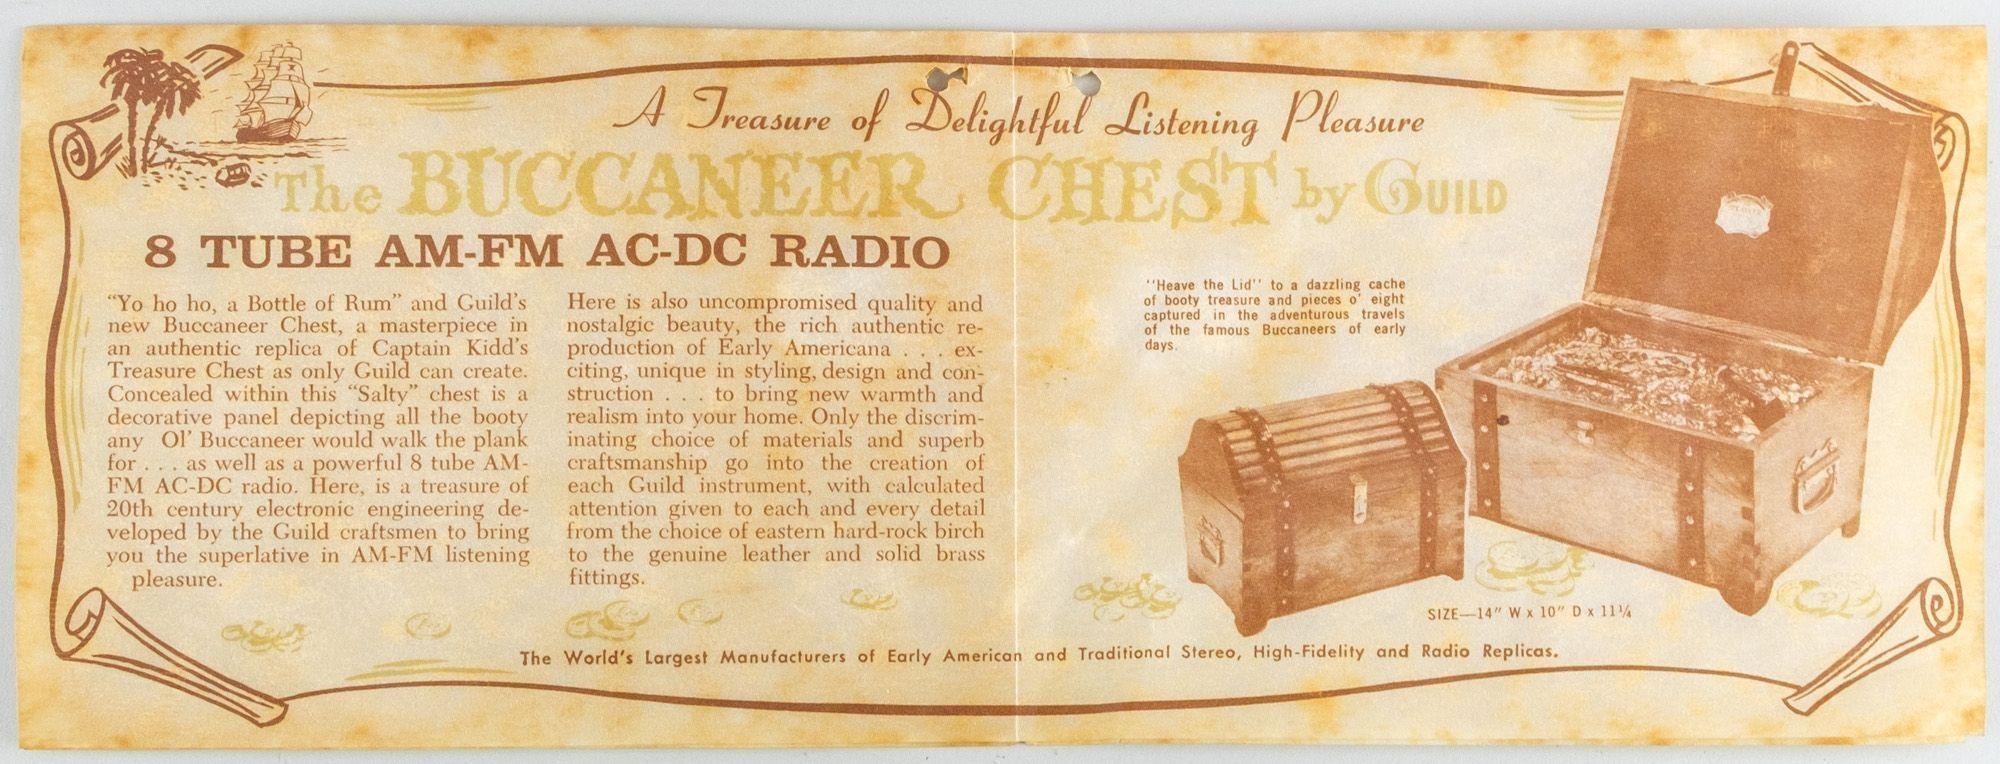 A Treasure of Delightful Listening Pleasure
The BUCCANEER CHEST by GUILD
8 TUBE AM-FM AC-DC RADIO
"Yo ho ho, a Bottle of Rum" and Guild's
new Buccaneer Chest, a masterpiece in
an authentic replica of Captain Kidd's
Treasure Chest as only Guild can create.
Concealed within this "Salty" chest is a
decorative panel depicting all the booty
any Ol' Buccaneer would walk the plank
for . . . as well as a powerful 8 tube AM-
FM AC-DC radio. Here, is a treasure of
20th century electronic engineering de-
veloped by the Guild craftsmen to bring
you the superlative in AM-FM listening
pleasure.
Here is also uncompromised quality and
nostalgic beauty, the rich authentic re-
production of Early Americana . . . ex-
citing, unique in styling, design and con-
struction . . . to bring new warmth and
realism into your home. Only the discrim-
inating choice of materials and superb
craftsmanship go into the creation of
each Guild instrument, with calculated
attention given to each and every detail
from the choice of eastern hard-rock birch
to the genuine leather and solid brass
fittings.
"Heave the Lid" to a dazzling cache
of booty treasure and pieces o' eight
captured in the adventurous travels
of the famous Buccaneers of early
days.
SIZE—14" W x 10" D x 11¼
The World's Largest Manufacturers of Early American and Traditional Stereo, High-Fidelity and Radio Replicas.